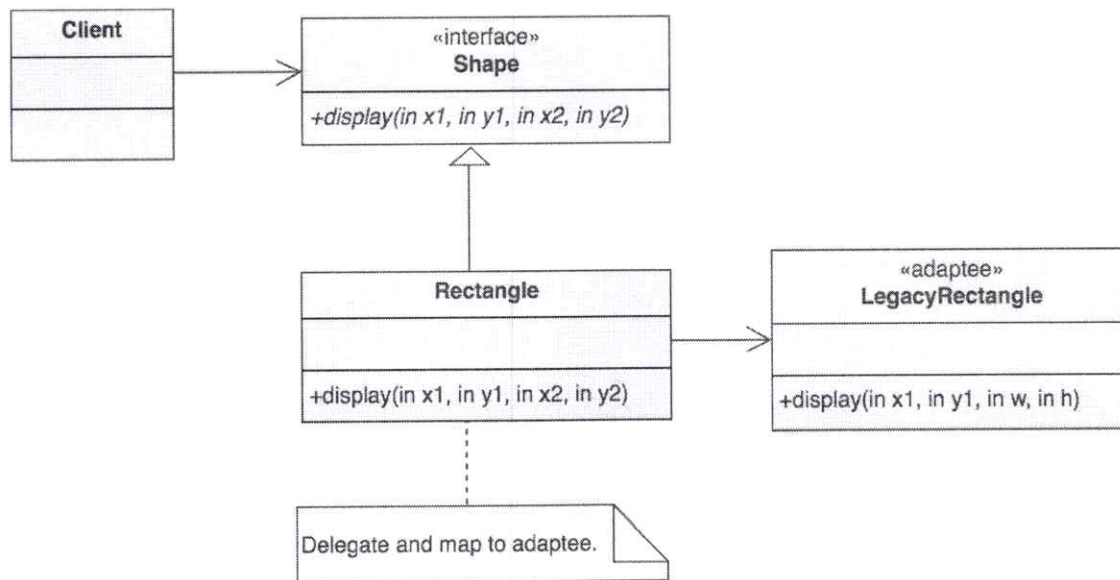 Client
«interface»
Shape
+display(in x1, in y1, in x2, in y2)
Rectangle
+display(in x1, in y1, in x2, in y2)
«adaptee»
LegacyRectangle
+display(in x1, in y1, in w, in h)
Delegate and map to adaptee.